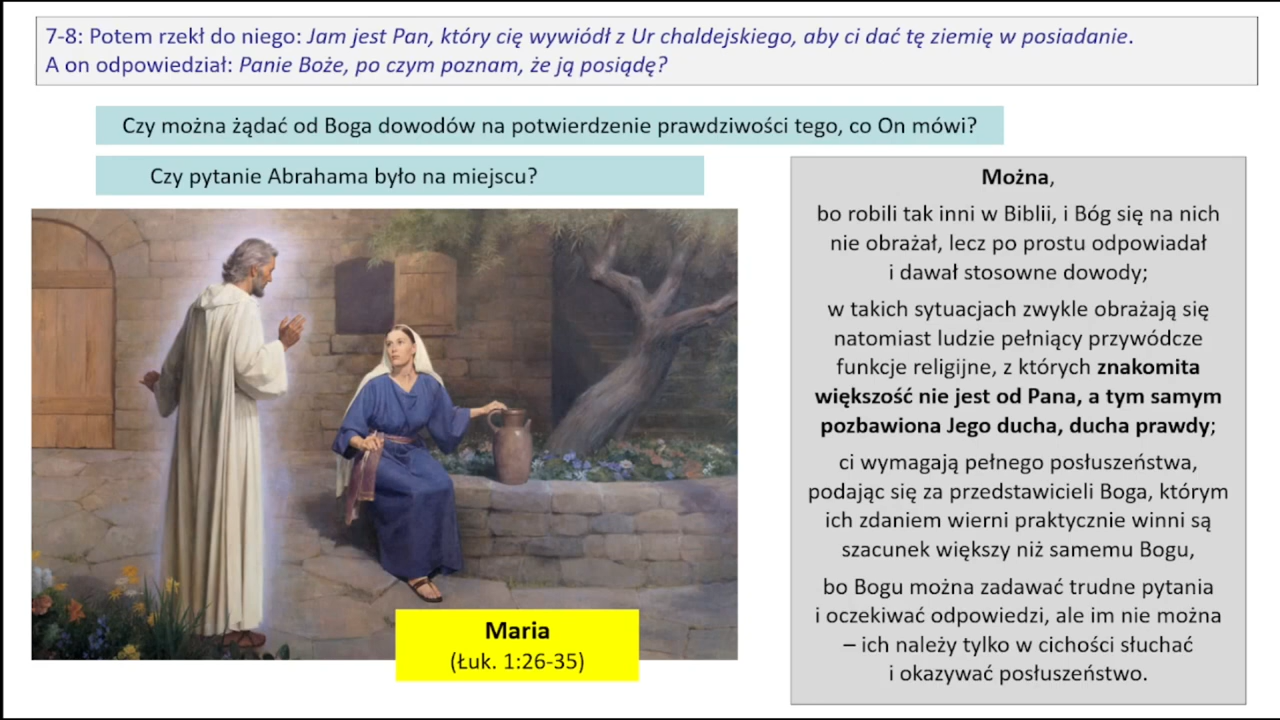 7-8: Potem rzekł do niego: Jam jest Pan, który cię wywiódł z Ur chaldejskiego, aby ci dać tę ziemię w posiadanie.
A on odpowiedział: Panie Boże, po czym poznam, że ją posiądę?
Czy można żądać od Boga dowodów na potwierdzenie prawdziwości tego, co On mówi?
Czy pytanie Abrahama było na miejscu?
Można,
bo robili tak inni w Biblii, i Bóg się na nich
nie obrażał, lecz po prostu odpowiadał
i dawał stosowne dowody;
w takich sytuacjach zwykle obrażają się
natomiast ludzie pełniący przywódcze
funkcje religijne, z których znakomita
większość nie jest od Pana, a tym samym
pozbawiona Jego ducha, ducha prawdy;
ci wymagają pełnego posłuszeństwa,
podając się za przedstawicieli Boga, którym
ich zdaniem wierni praktycznie winni są
szacunek większy niż samemu Bogu,
bo Bogu można zadawać trudne pytania
i oczekiwać odpowiedzi, ale im nie można
– ich należy tylko w cichości słuchać
i okazywać posłuszeństwo.
Maria
(Łuk. 1:26-35)